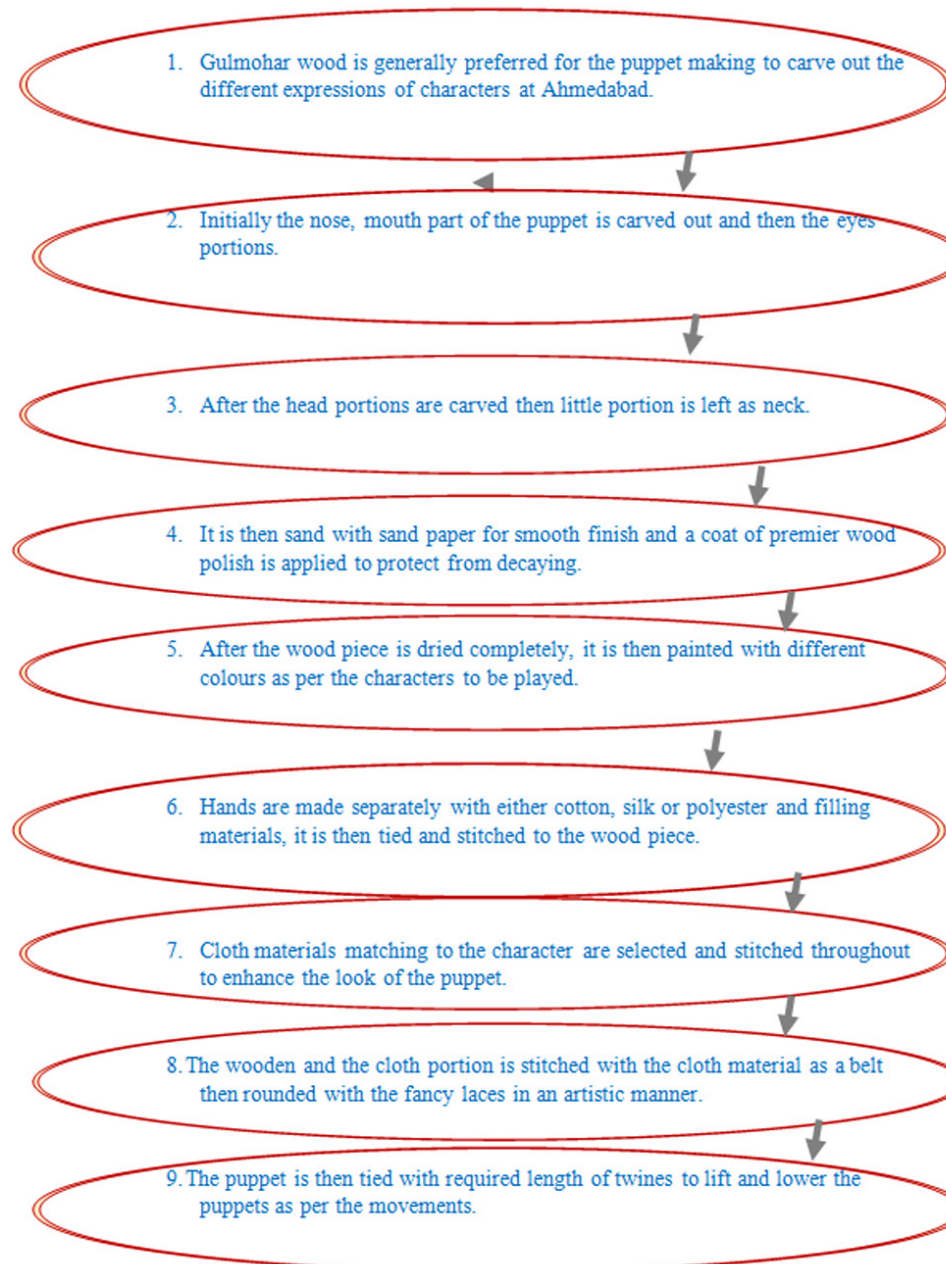 1. Gulmohar wood is generally preferred for the puppet making to carve out the
different expressions of characters at Ahmedabad.
2. Initially the nose, mouth part of the puppet is carved out and then the eyes
portions.
3. After the head portions are carved then little portion is left as neck.
4. It is then sand with sand paper for smooth finish and a coat of premier wood
polish is applied to protect from decaying.
5. After the wood piece is dried completely, it is then painted with different
colours as per the characters to be played.
6. Hands are made separately with either cotton, silk or polyester and filling
materials, it is then tied and stitched to the wood piece.
7. Cloth materials matching to the character are selected and stitched throughout
to enhance the look of the puppet.
8. The wooden and the cloth portion is stitched with the cloth material as a belt
then rounded with the fancy laces in an artistic manner.
9. The puppet is then tied with required length of twines to lift and lower the
puppets as per the movements.